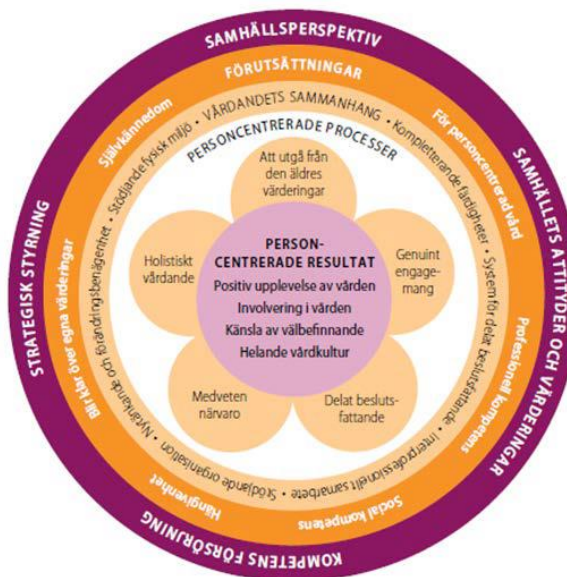 SAMHÄLLSPERSPEKTIV
SAMHÄLLETS ATTITYDER OCH VÄRDERINGAR
KOMPETENS FÖRSÖRJNING
STRATEGISK STYRNING
FÖRUTSÄTTNINGAR
För personcentrerad vård
Professionell kompetens
Social kompetens
Hängivenhet
Blir klar över egna värderingar
Självkännedom
VÅRDANDETS SAMMANHANG • Kompletterande färdigheter • System för delat beslutsfattande • Interprofessionellt samarbete • Stödjande organisation • Nytänkande och förändringsbenägenhet • Stödjande fysisk miljö •
PERSONCENTRERADE PROCESSER
Att utgå från
den äldres
värderingar
Genuint
engage-
mang
Delat besluts-
fattande
Medveten
närvaro
Holistiskt
vårdande
PERSON-
CENTRERADE RESULTAT
Positiv upplevelse av vården
Involvering i vården
Känsla av välbefinnande
Helande vårdkultur